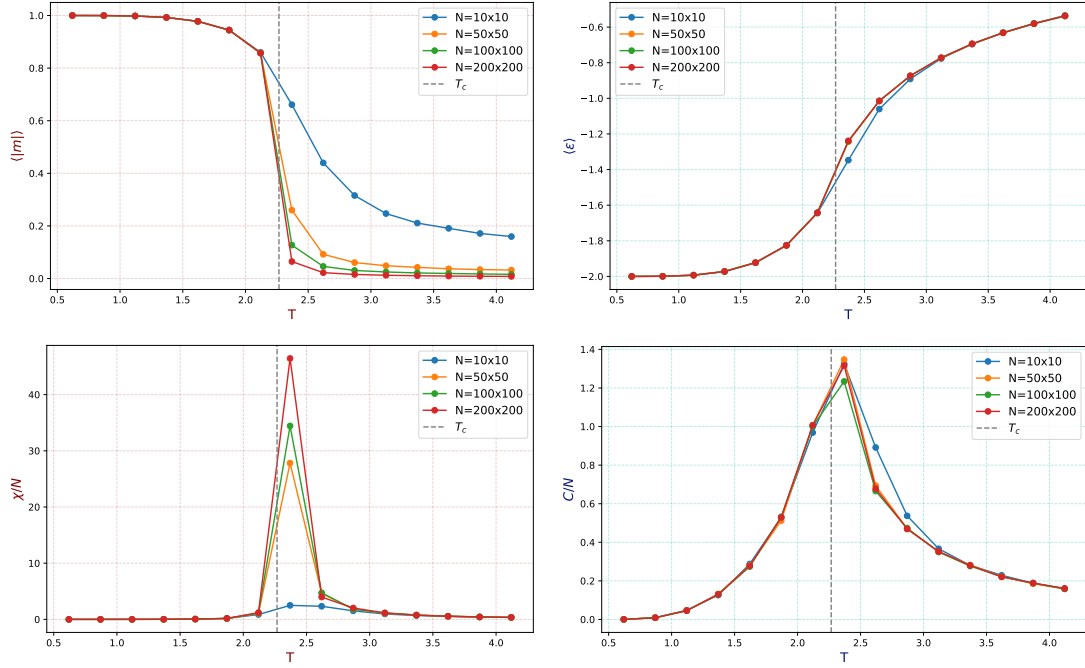 1.0
0.8
0.6
0.4
0.2
0.0
⟨|m|⟩
0.5 1.0 1.5 2.0 2.5 3.0 3.5 4.0
T
N=10x10
N=50x50
N=100x100
N=200x200
T_c
−0.6
−0.8
−1.0
−1.2
−1.4
−1.6
−1.8
−2.0
⟨ε⟩
0.5 1.0 1.5 2.0 2.5 3.0 3.5 4.0
T
N=10x10
N=50x50
N=100x100
N=200x200
T_c
40
30
20
10
0
χ/N
0.5 1.0 1.5 2.0 2.5 3.0 3.5 4.0
T
N=10x10
N=50x50
N=100x100
N=200x200
T_c
1.4
1.2
1.0
0.8
0.6
0.4
0.2
0.0
C/N
0.5 1.0 1.5 2.0 2.5 3.0 3.5 4.0
T
N=10x10
N=50x50
N=100x100
N=200x200
T_c